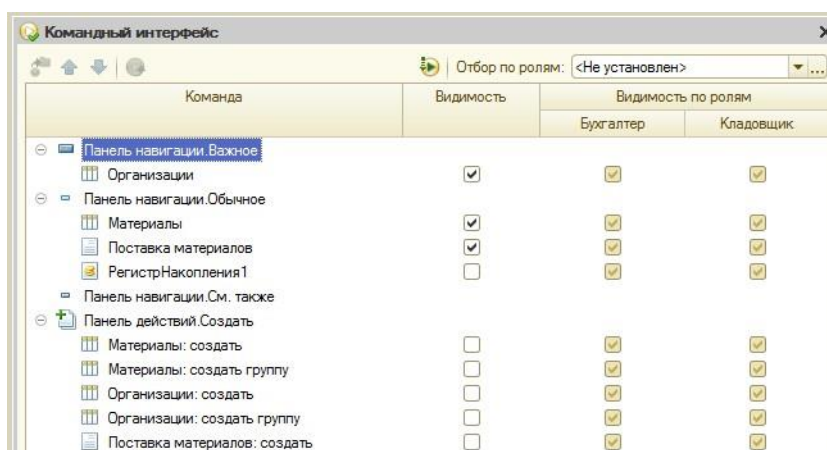 Командный интерфейс
Отбор по ролям: <Не установлен> ...
Команда Видимость Видимость по ролям
Бухгалтер Кладовщик
Панель навигации.Важное
Организации
Панель навигации.Обычное
Материалы
Поставка материалов
РегистрНакопления1
Панель навигации.См. также
Панель действий.Создать
Материалы: создать
Материалы: создать группу
Организации: создать
Организации: создать группу
Поставка материалов: создать